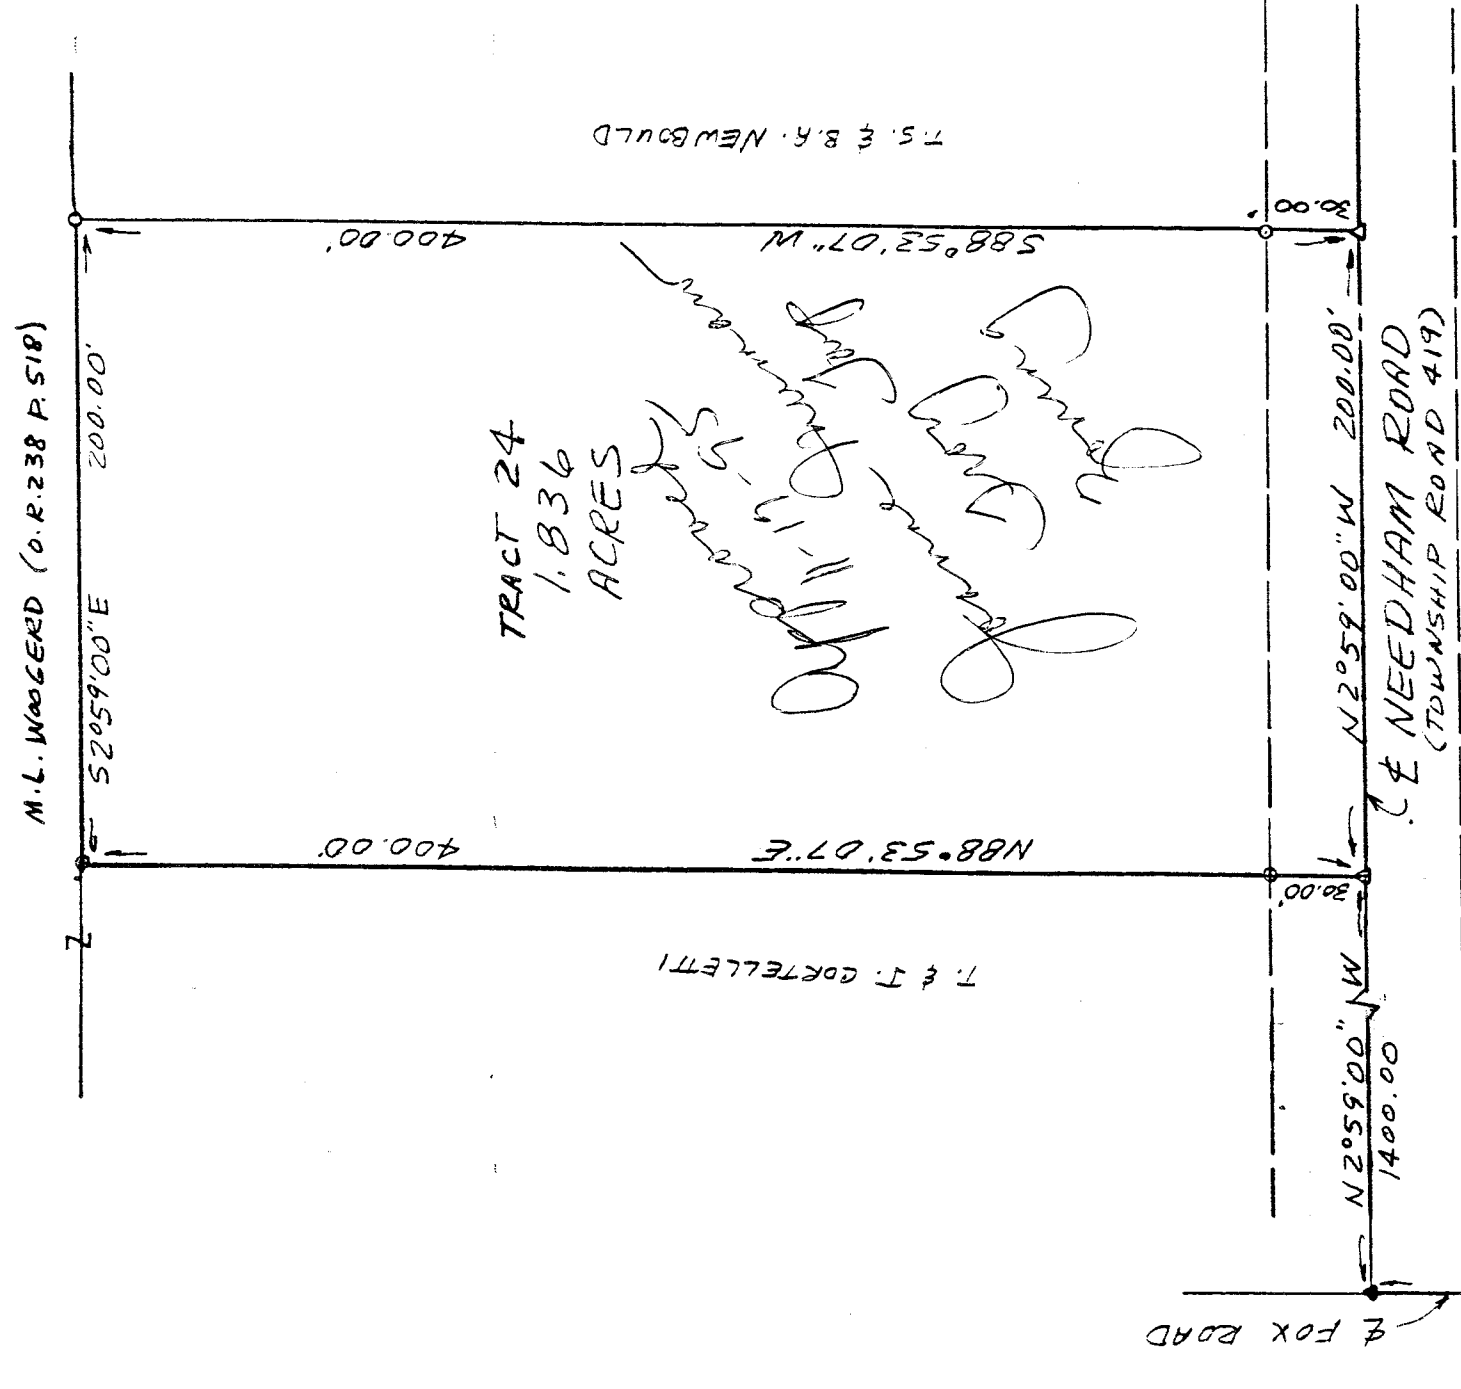 M.L. WOOGERD (O.R.238 P. 518)
S2°59'00"E 200.00'
T.S. & B.A. NEWBOULD
S88°53'07"W 400.00'
30.00'
TRACT 24
1.836
ACRES
N88°53'07"E 400.00'
30.00'
T. & J. CORTELLETTI
N2°59'00"W 200.00'
℄ NEEDHAM ROAD
(TOWNSHIP ROAD 419)
N2°59'00"W
1400.00
℄ FOX ROAD